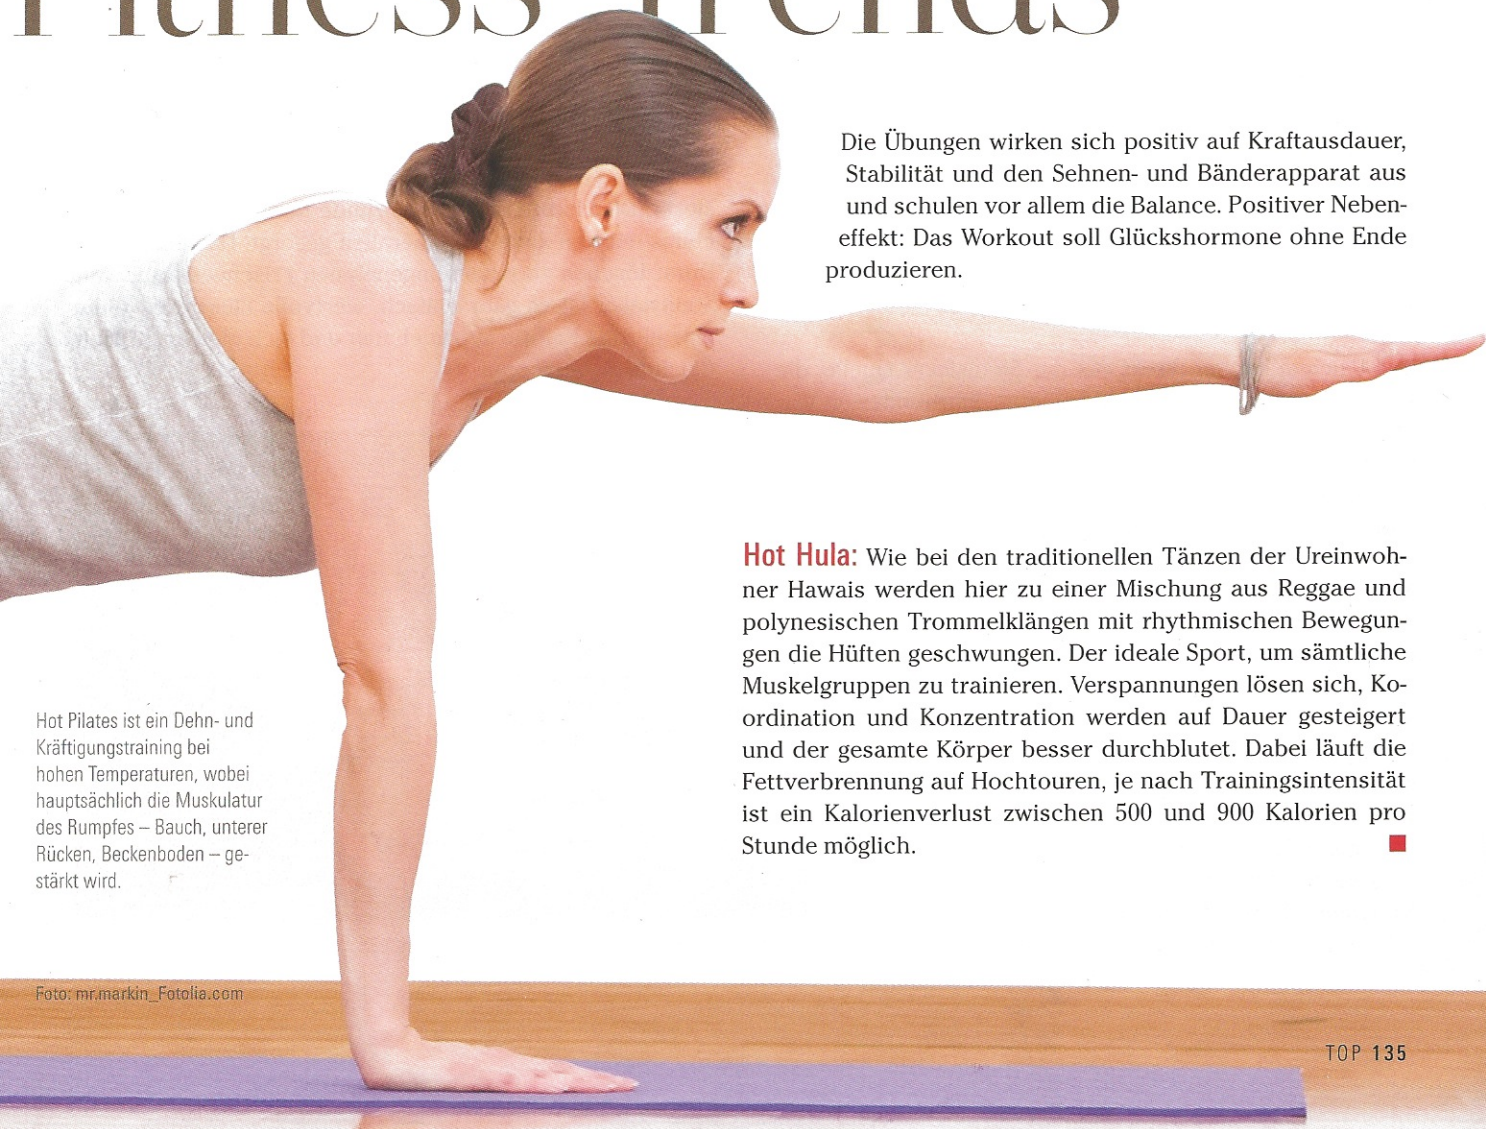 Fitness Trends
Die Übungen wirken sich positiv auf Kraftausdauer,
Stabilität und den Sehnen- und Bänderapparat aus
und schulen vor allem die Balance. Positiver Neben-
effekt: Das Workout soll Glückshormone ohne Ende
produzieren.
Hot Hula: Wie bei den traditionellen Tänzen der Ureinwoh-
ner Hawais werden hier zu einer Mischung aus Reggae und
polynesischen Trommelklängen mit rhythmischen Bewegun-
gen die Hüften geschwungen. Der ideale Sport, um sämtliche
Muskelgruppen zu trainieren. Verspannungen lösen sich, Ko-
ordination und Konzentration werden auf Dauer gesteigert
und der gesamte Körper besser durchblutet. Dabei läuft die
Fettverbrennung auf Hochtouren, je nach Trainingsintensität
ist ein Kalorienverlust zwischen 500 und 900 Kalorien pro
Stunde möglich.
Hot Pilates ist ein Dehn- und
Kräftigungstraining bei
hohen Temperaturen, wobei
hauptsächlich die Muskulatur
des Rumpfes – Bauch, unterer
Rücken, Beckenboden – ge-
stärkt wird.
Foto: mr.markin_Fotolia.com
TOP 135